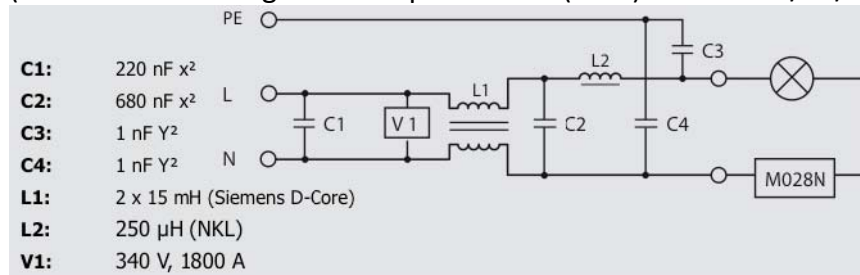 PE
C1: 220 nF x²
C2: 680 nF x²
C3: 1 nF Y²
C4: 1 nF Y²
L1: 2 x 15 mH (Siemens D-Core)
L2: 250 µH (NKL)
V1: 340 V, 1800 A
L
N
C1
V 1
L1
C2
L2
C4
C3
M028N